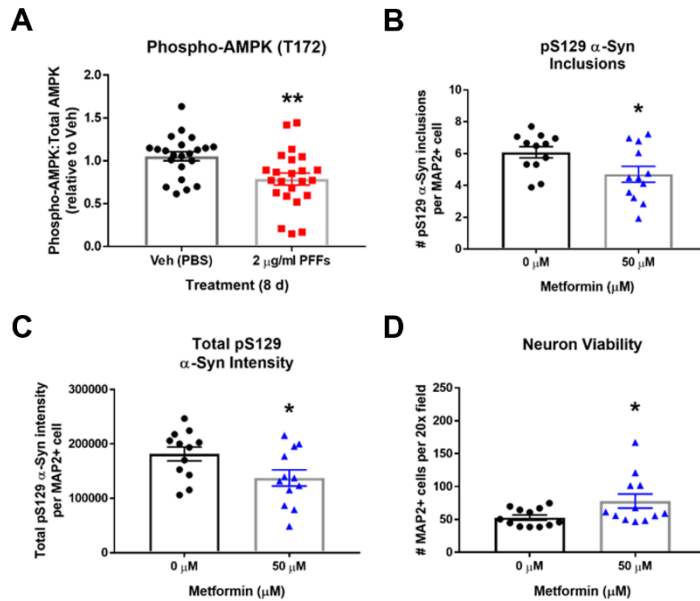 A
Phospho-AMPK (T172)
Phospho-AMPK:Total AMPK
(relative to Veh)
2.0
1.5
1.0
0.5
0.0
**
Veh (PBS)
2 μg/ml PFFs
Treatment (8 d)
B
pS129 α-Syn
Inclusions
# pS129 α-Syn inclusions
per MAP2+ cell
10
8
6
4
2
0
*
0 μM
50 μM
Metformin (μM)
C
Total pS129
α-Syn Intensity
Total pS129 α-Syn intensity
per MAP2+ cell
300000
200000
100000
0
*
0 μM
50 μM
Metformin (μM)
D
Neuron Viability
# MAP2+ cells per 20x field
250
200
150
100
50
0
*
0 μM
50 μM
Metformin (μM)